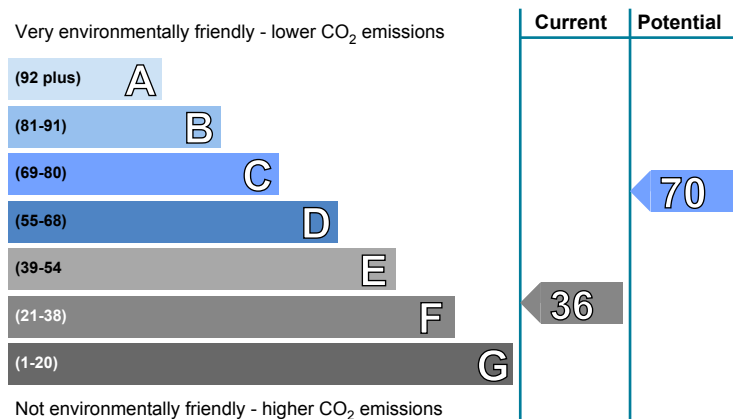 Current Potential
Very environmentally friendly - lower CO₂ emissions
(92 plus) A
(81-91) B
(69-80) C
70
(55-68) D
(39-54 E
36
(21-38) F
(1-20) G
Not environmentally friendly - higher CO₂ emissions